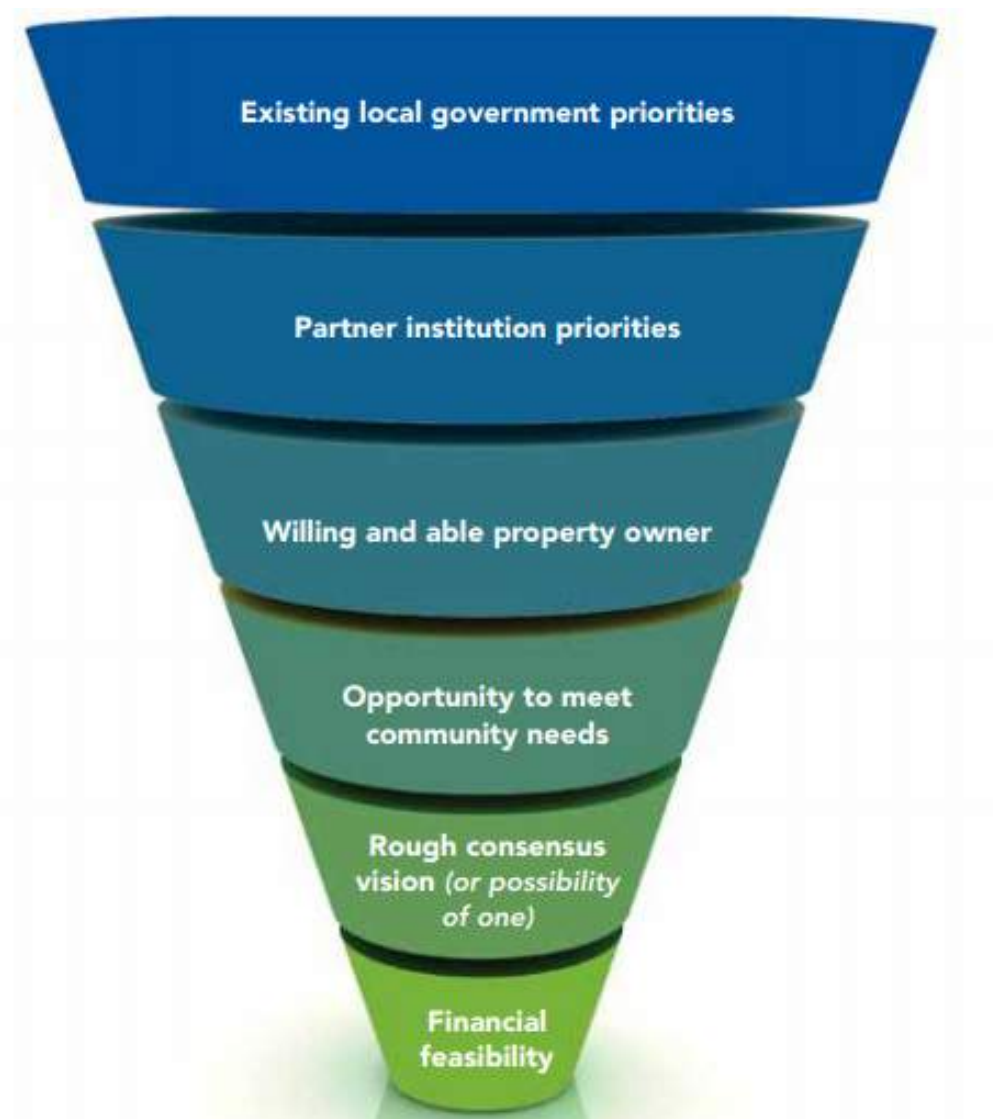 Existing local government priorities
Partner institution priorities
Willing and able property owner
Opportunity to meet
community needs
Rough consensus
vision (or possibility
of one)
Financial
feasibility